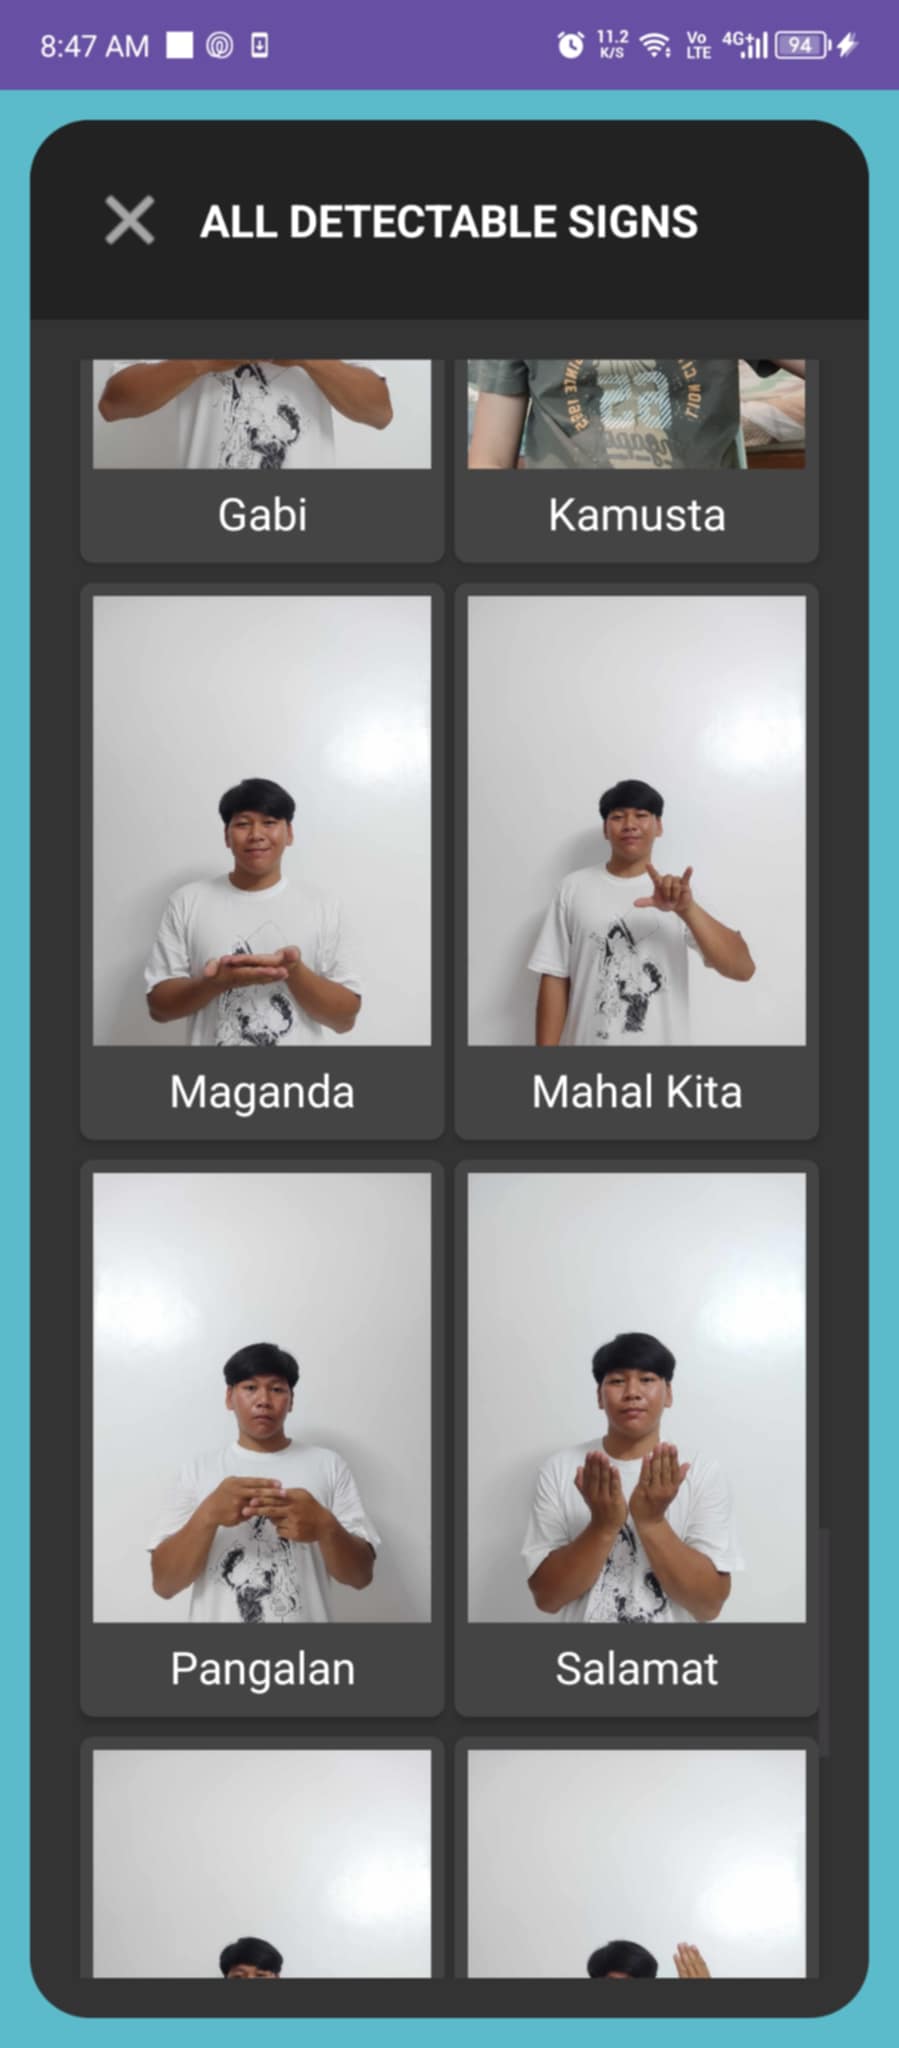 8:47 AM
11.2
K/S
Vo
LTE
4G+
94
ALL DETECTABLE SIGNS
Gabi
Kamusta
Maganda
Mahal Kita
Pangalan
Salamat